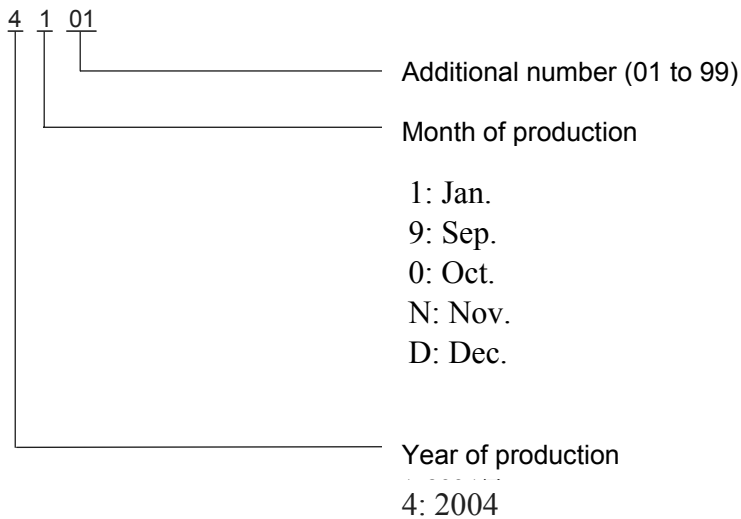 4 1 01
Additional number (01 to 99)
Month of production
1: Jan.
9: Sep.
0: Oct.
N: Nov.
D: Dec.
Year of production
4: 2004